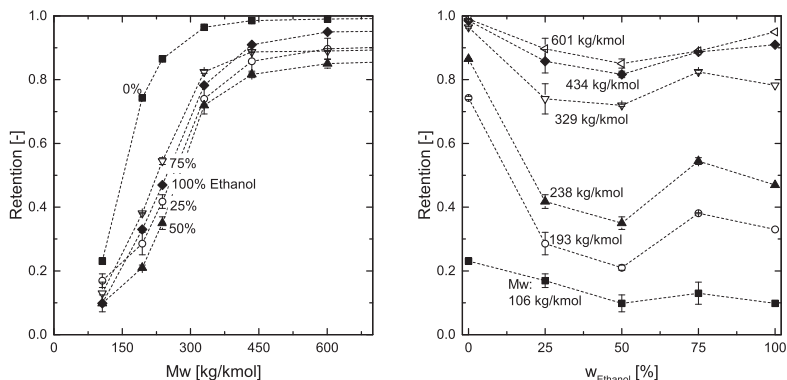 1.0
0.8
0.6
0.4
0.2
0.0
Retention [-]
0%
75%
100% Ethanol
25%
50%
0 150 300 450 600
Mw [kg/kmol]
1.0
0.8
0.6
0.4
0.2
0.0
Retention [-]
601 kg/kmol
434 kg/kmol
329 kg/kmol
238 kg/kmol
193 kg/kmol
Mw:
106 kg/kmol
0 25 50 75 100
wEthanol [%]